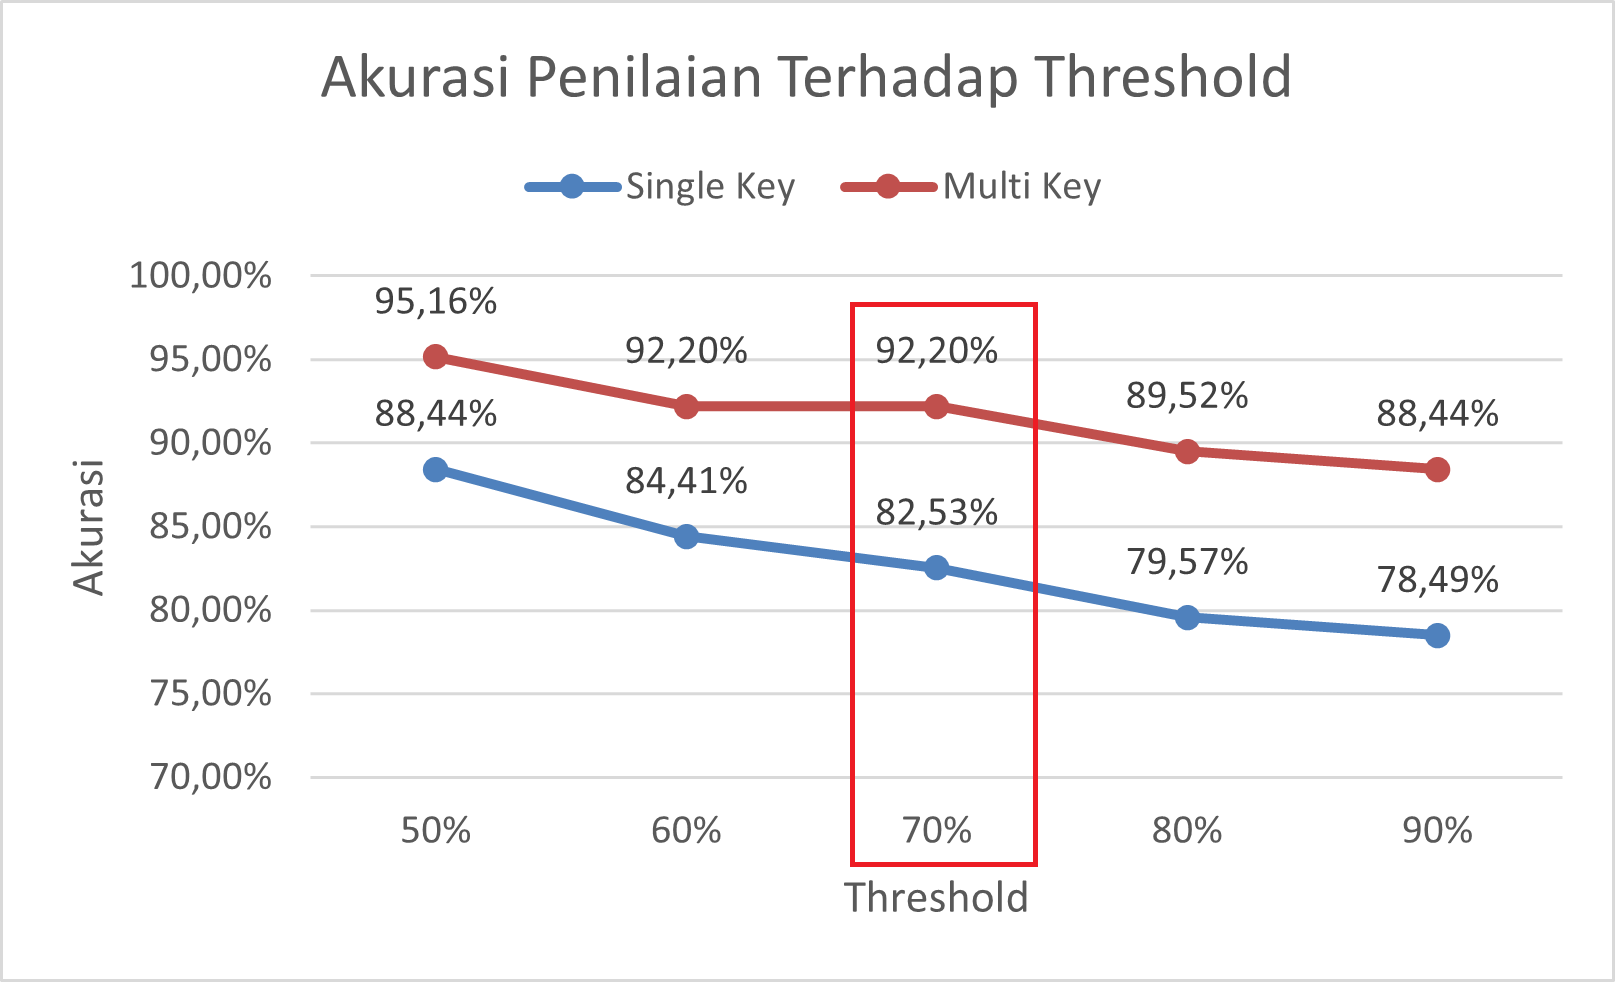 Akurasi Penilaian Terhadap Threshold
Single Key Multi Key
100,00%
95,00%
90,00%
85,00%
80,00%
75,00%
70,00%
Akurasi
95,16% 92,20% 92,20% 89,52% 88,44%
88,44% 84,41% 82,53% 79,57% 78,49%
50% 60% 70% 80% 90%
Threshold